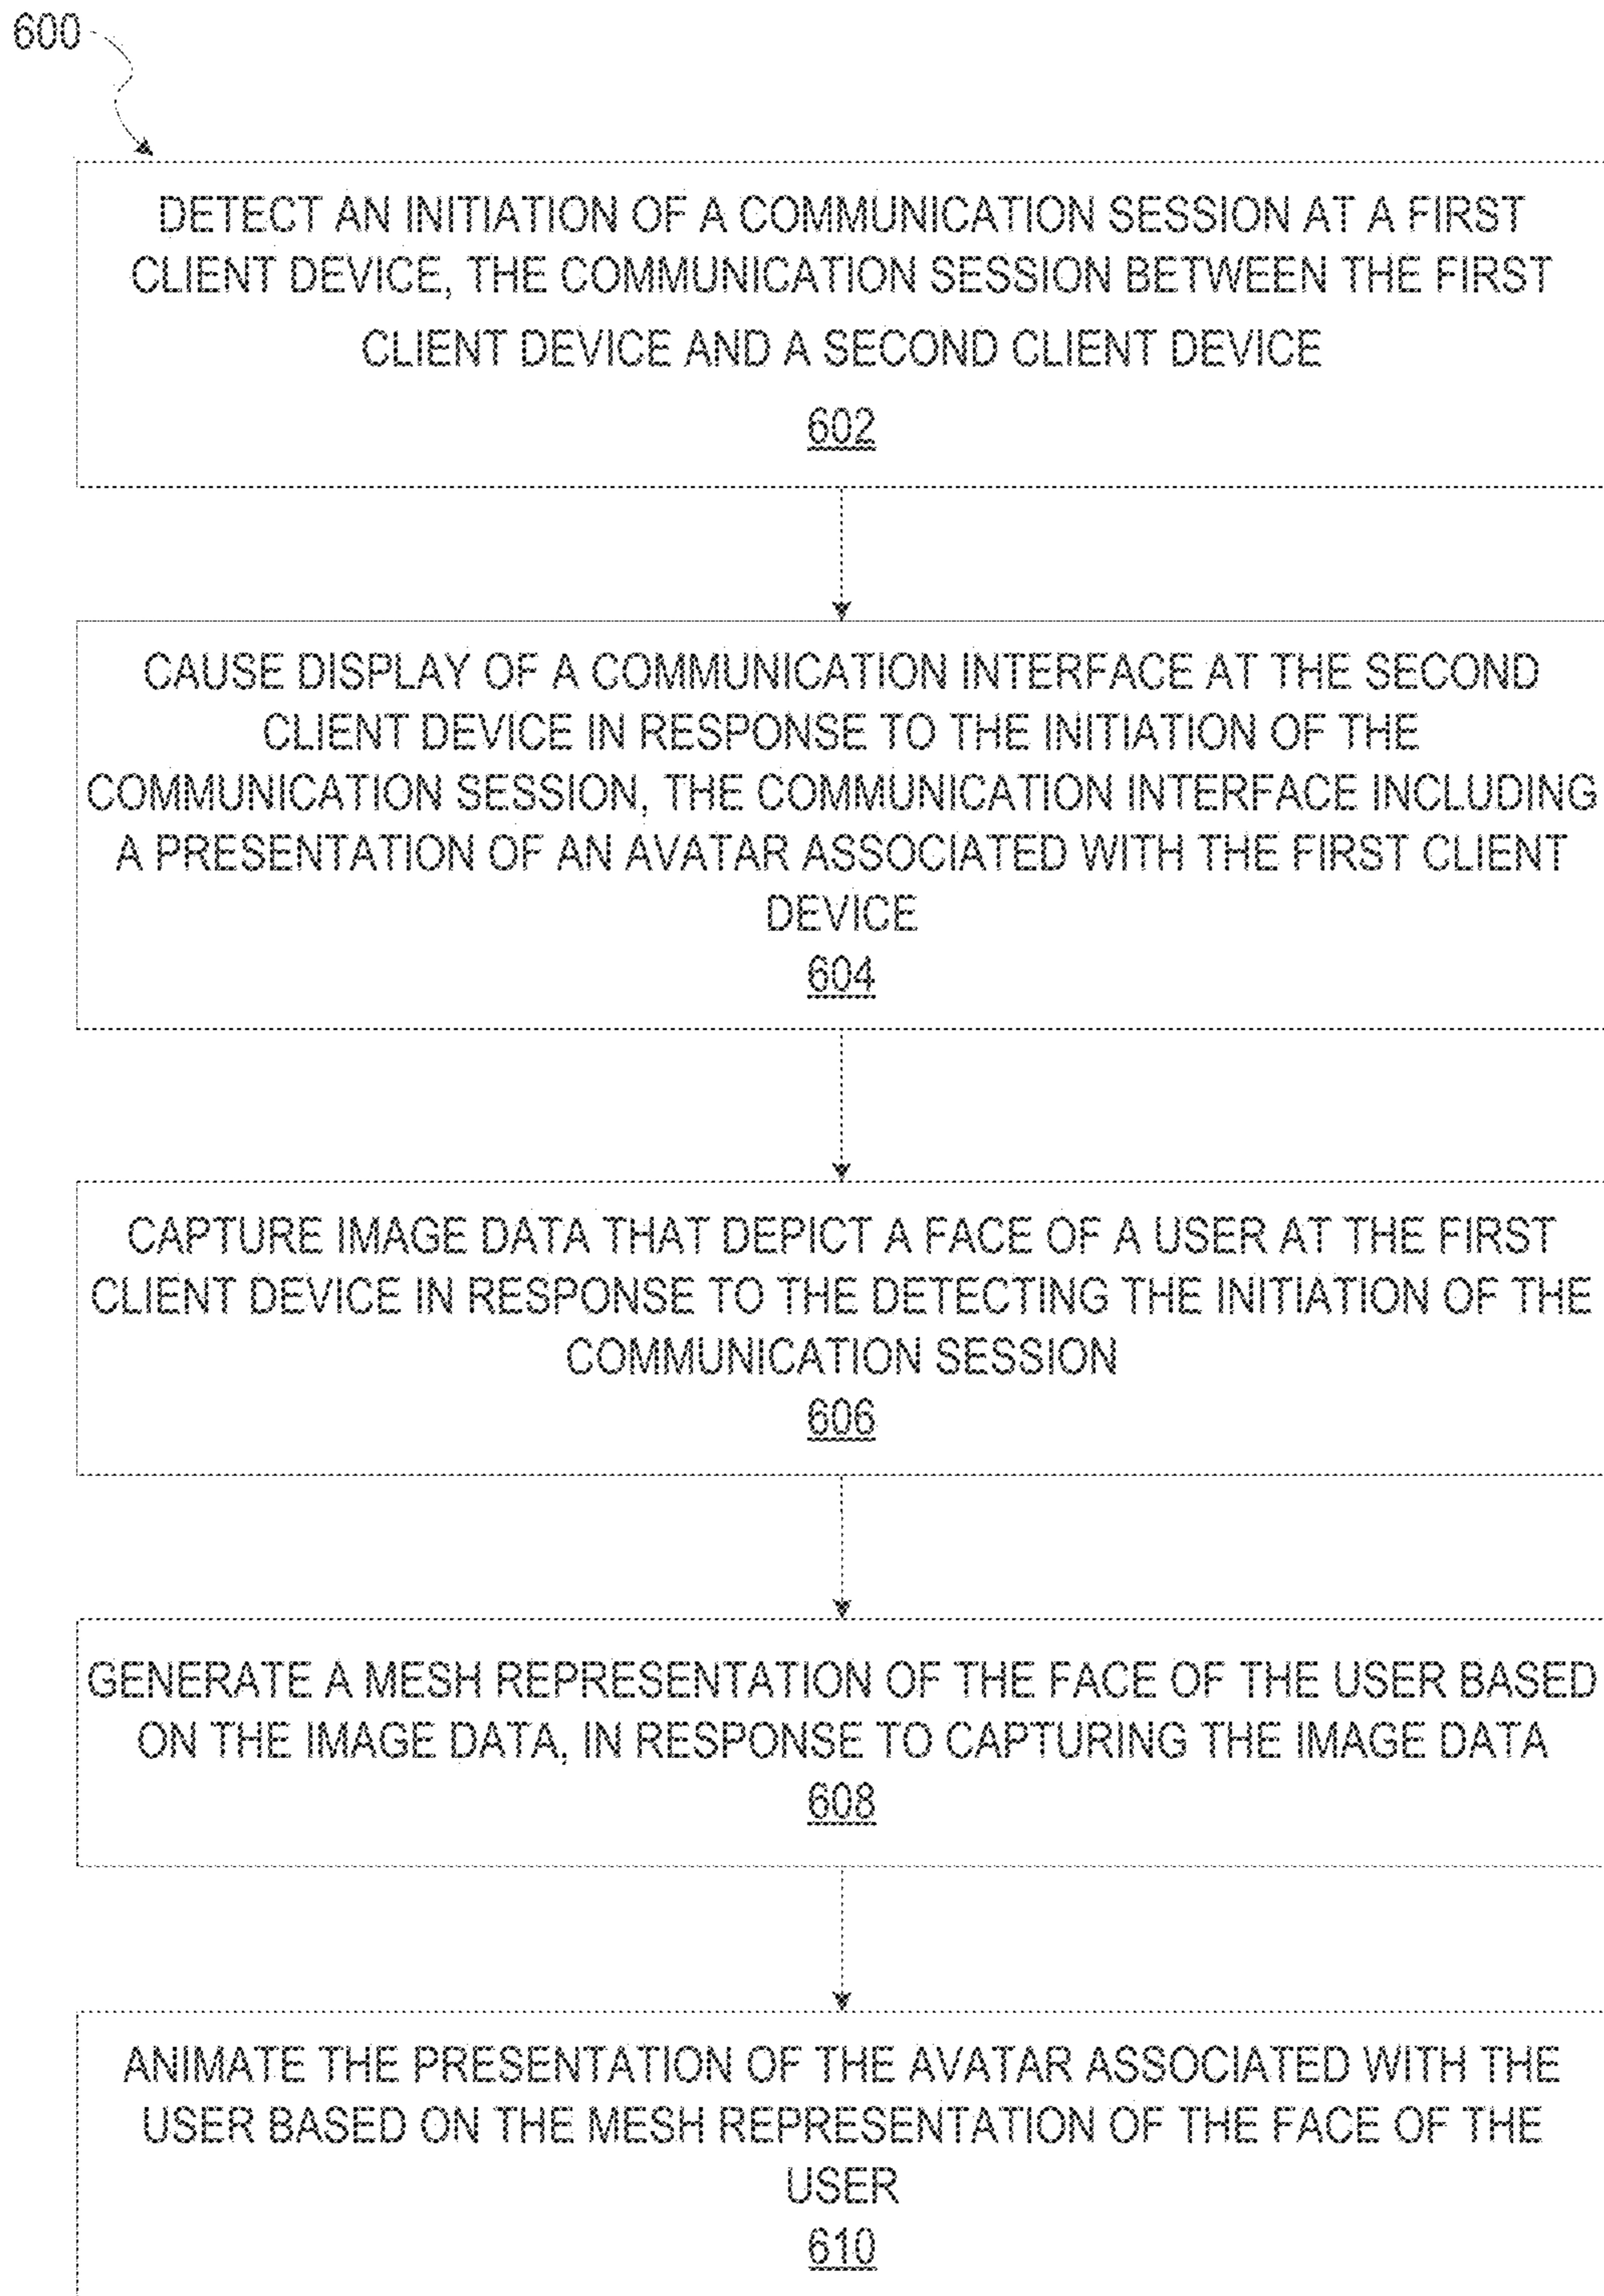 600
DETECT AN INITIATION OF A COMMUNICATION SESSION AT A FIRST
CLIENT DEVICE, THE COMMUNICATION SESSION BETWEEN THE FIRST
CLIENT DEVICE AND A SECOND CLIENT DEVICE
602
CAUSE DISPLAY OF A COMMUNICATION INTERFACE AT THE SECOND
CLIENT DEVICE IN RESPONSE TO THE INITIATION OF THE
COMMUNICATION SESSION, THE COMMUNICATION INTERFACE INCLUDING
A PRESENTATION OF AN AVATAR ASSOCIATED WITH THE FIRST CLIENT
DEVICE
604
CAPTURE IMAGE DATA THAT DEPICT A FACE OF A USER AT THE FIRST
CLIENT DEVICE IN RESPONSE TO THE DETECTING THE INITIATION OF THE
COMMUNICATION SESSION
606
GENERATE A MESH REPRESENTATION OF THE FACE OF THE USER BASED
ON THE IMAGE DATA, IN RESPONSE TO CAPTURING THE IMAGE DATA
608
ANIMATE THE PRESENTATION OF THE AVATAR ASSOCIATED WITH THE
USER BASED ON THE MESH REPRESENTATION OF THE FACE OF THE
USER
610